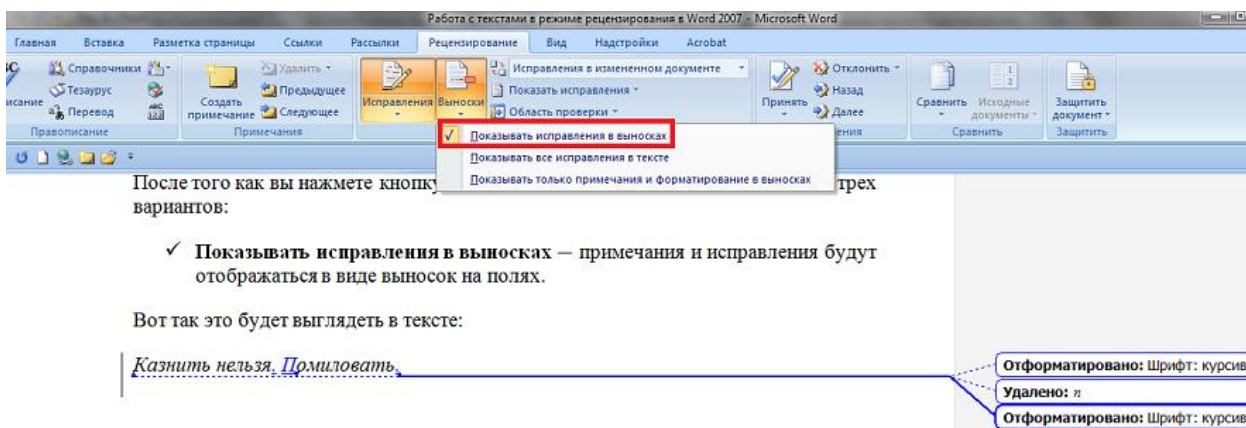 Работа с текстами в режиме рецензирования в Word 2007 - Microsoft Word
Главная Вставка Разметка страницы Ссылки Рассылки Рецензирование Вид Надстройки Acrobat
Справочники
Тезаурус
Перевод
Правописание
Создать примечание
Удалить
Предыдущее
Следующее
Примечания
Исправления
Выноски
Исправления в измененном документе
Показать исправления
Область проверки
Принять
Отклонить
Назад
Далее
Сравнить
Исходные документы
Сравнить
Защитить документ
Защитить
Показывать исправления в выносках
Показывать все исправления в тексте
Показывать только примечания и форматирование в выносках
После того как вы нажмете кнопку трех
вариантов:
✓ Показывать исправления в выносках — примечания и исправления будут
отображаться в виде выносок на полях.
Вот так это будет выглядеть в тексте:
Казнить нельзя. Помиловать.
Отформатировано: Шрифт: курсив
Удалено: п
Отформатировано: Шрифт: курсив